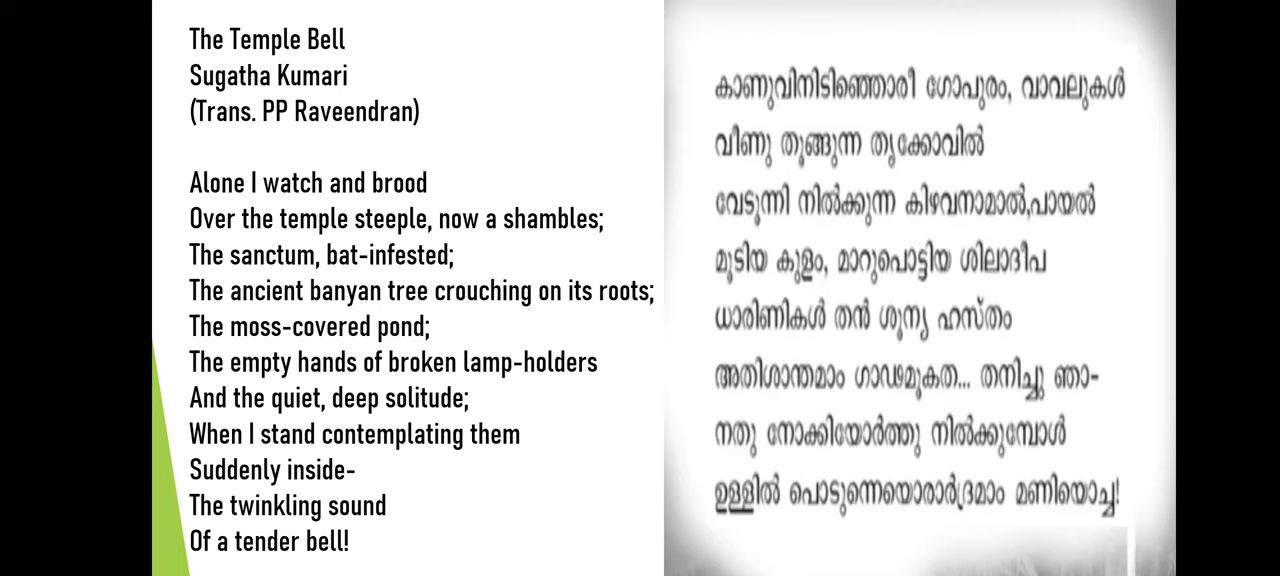 The Temple Bell
Sugatha Kumari
(Trans. PP Raveendran)
Alone I watch and brood
Over the temple steeple, now a shambles;
The sanctum, bat-infested;
The ancient banyan tree crouching on its roots;
The moss-covered pond;
The empty hands of broken lamp-holders
And the quiet, deep solitude;
When I stand contemplating them
Suddenly inside-
The twinkling sound
Of a tender bell!
കാണുവിനിടിഞ്ഞൊരീ ഗോപുരം, വാവലുകൾ
വീണു തൂങ്ങുന്ന തൃക്കോവിൽ
വേടൂന്നി നിൽക്കുന്ന കിഴവനാമാൽ,പായൽ
മൂടിയ കുളം, മാറുപൊട്ടിയ ശിലാദീപ
ധാരിണികൾ തൻ ശൂന്യ ഹസ്തം
അതിശാന്തമാം ഗാഢമൂകത... തനിച്ചു ഞാ-
നതു നോക്കിയോർത്തു നിൽക്കുമ്പോൾ
ഉള്ളിൽ പൊടുന്നെയൊരാർദ്രമാം മണിയൊച്ച!